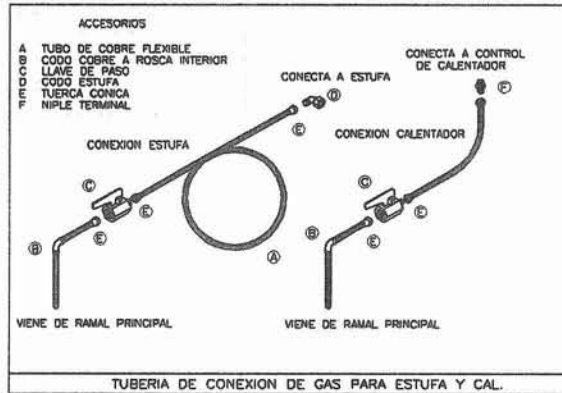 ACCESORIOS
A TUBO DE COBRE FLEXIBLE
B CODO COBRE A ROSCA INTERIOR
C LLAVE DE PASO
D CODO ESTUFA
E TUERCA CONICA
F NIPLE TERMINAL
CONECTA A ESTUFA
D
E
CONEXION ESTUFA
C
E
E
B
A
VIENE DE RAMAL PRINCIPAL
CONECTA A CONTROL
DE CALENTADOR
F
CONEXION CALENTADOR
C
E
E
B
VIENE DE RAMAL PRINCIPAL
TUBERIA DE CONEXION DE GAS PARA ESTUFA Y CAL.